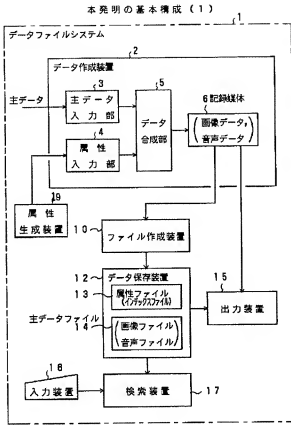 本発明の基本構成(1)
1
データファイルシステム
2
データ作成装置
主データ
3
主データ
入力部
4
属性
入力部
5
データ
合成部
6記録媒体
(画像データ,
音声データ)
19
属性
生成装置
10
ファイル作成装置
12
データ保存装置
13
属性ファイル
(インデックスファイル)
主データファイル
14
(画像ファイル
音声ファイル)
15
出力装置
16
入力装置
検索装置
17